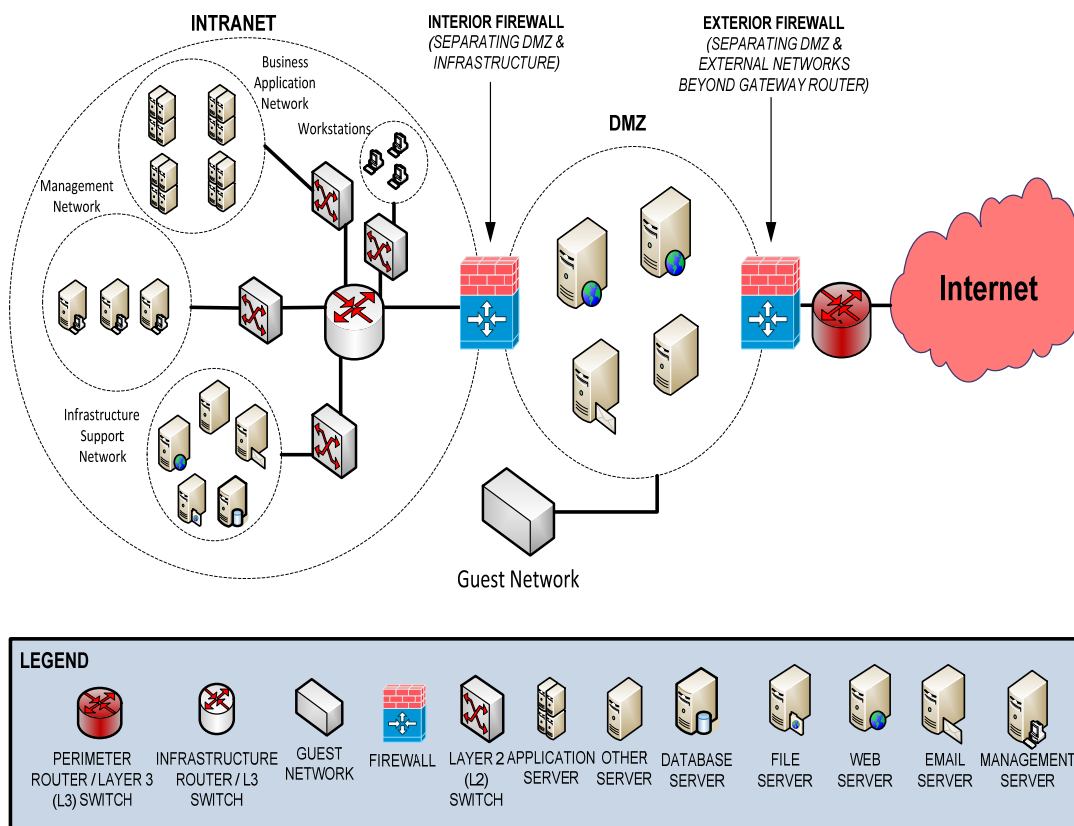 INTRANET
INTERIOR FIREWALL
(SEPARATING DMZ &
INFRASTRUCTURE)
EXTERIOR FIREWALL
(SEPARATING DMZ &
EXTERNAL NETWORKS
BEYOND GATEWAY ROUTER)
Business
Application
Network
Workstations
DMZ
Management
Network
Internet
Infrastructure
Support
Network
Guest Network
LEGEND
PERIMETER
ROUTER / LAYER 3
(L3) SWITCH
INFRASTRUCTURE
ROUTER / L3
SWITCH
GUEST
NETWORK
FIREWALL
LAYER 2
(L2)
SWITCH
APPLICATION
SERVER
OTHER
SERVER
DATABASE
SERVER
FILE
SERVER
WEB
SERVER
EMAIL
SERVER
MANAGEMENT
SERVER